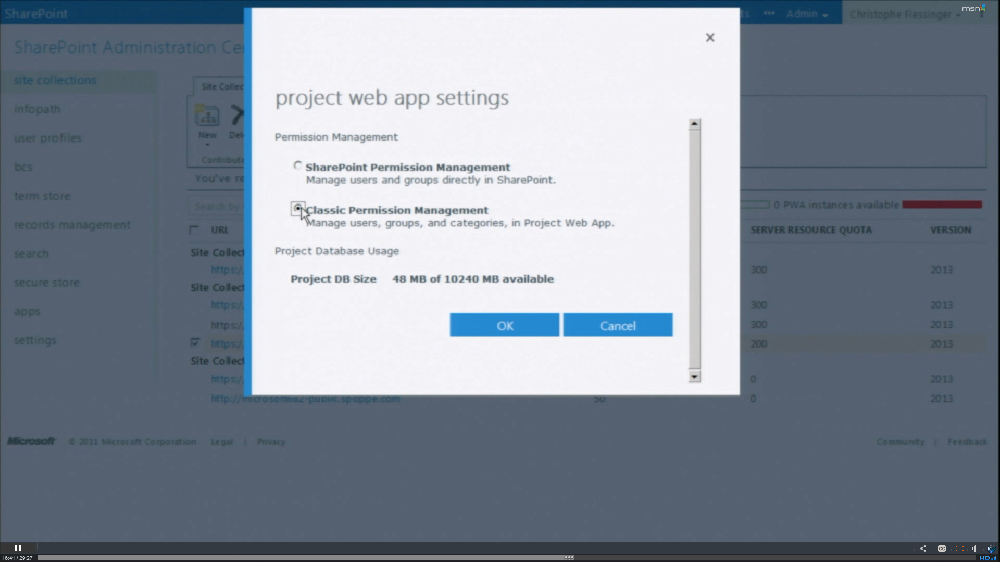 SharePoint
ts ... Admin
Christophe Fiessinger
msn
SharePoint Administration Ce
site collections
infopath
user profiles
bcs
term store
records management
search
secure store
apps
settings
Site Collec
New
Del
Contribute
You've re
Search by
URL
Site Collect
https:/
Site Collect
https:/
https:/
https:/
Site Collect
https:/
http://microsoft682-public.spoppe.com
50
project web app settings
Permission Management
SharePoint Permission Management
Manage users and groups directly in SharePoint.
Classic Permission Management
Manage users, groups, and categories, in Project Web App.
Project Database Usage
Project DB Size 48 MB of 10240 MB available
OK Cancel
0 PWA instances available
SERVER RESOURCE QUOTA VERSION
300 2013
300 2013
300 2013
200 2013
0 2013
0 2013
Microsoft © 2011 Microsoft Corporation Legal | Privacy
Community | Feedback
16:41 / 29:27
CC
HD